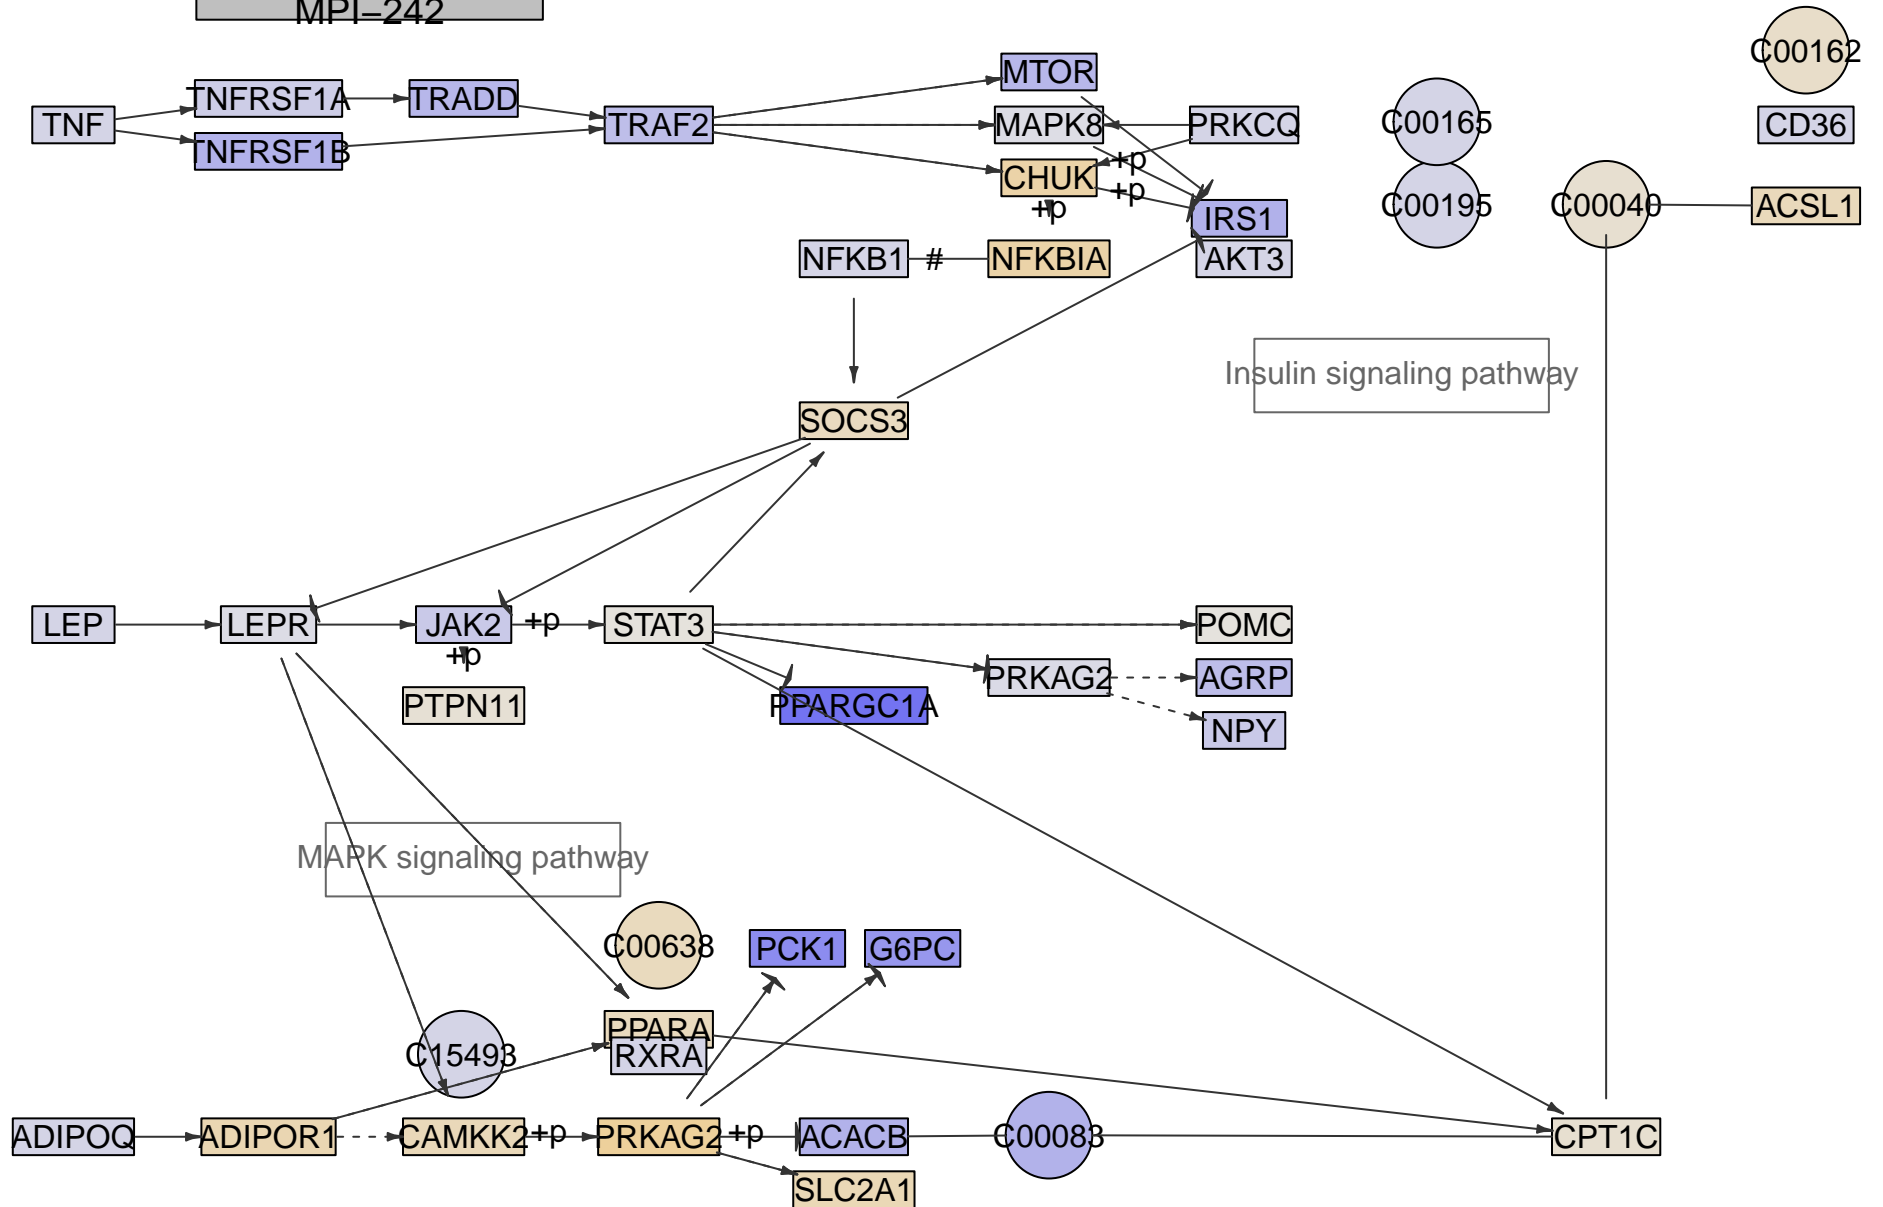 MPI−242
C00162
MTOR
TNFRSF1A
TRADD
C00165
TNF
TRAF2
MAPK8
PRKCQ
CD36
TNFRSF1B
+p
CHUK
+p
+p
C00195
C00040
ACSL1
IRS1
NFKB1
#
NFKBIA
AKT3
Insulin signaling pathway
SOCS3
LEP
LEPR
JAK2
+p
STAT3
POMC
+p
PRKAG2
AGRP
PTPN11
PPARGC1A
NPY
MAPK signaling pathway
C00638
PCK1
G6PC
PPARA
C15493
RXRA
ADIPOQ
ADIPOR1
CAMKK2
+p
PRKAG2
+p
ACACB
C00083
CPT1C
SLC2A1